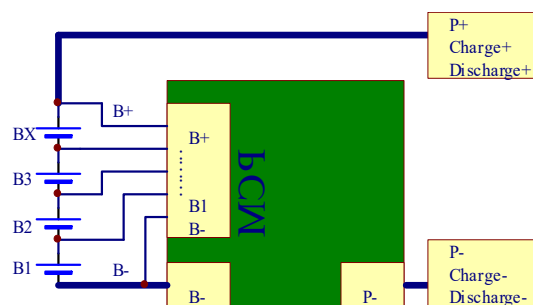 P+
Charge+
Discharge+
B+
BX
B+
B3
........
PCM
B1
B2
B-
B1
B-
B-
P-
P-
Charge-
Discharge-